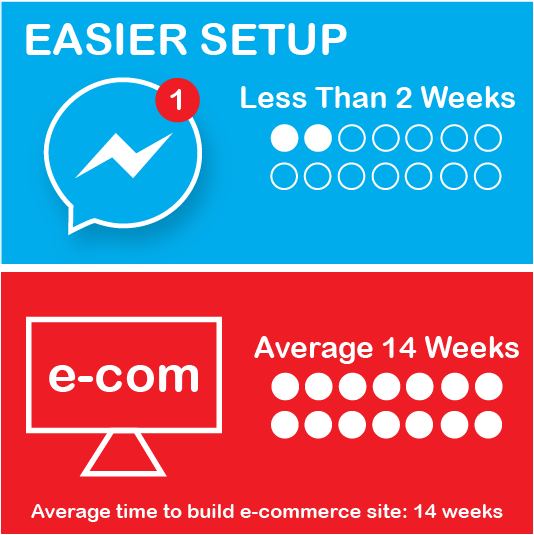 EASIER SETUP
1
Less Than 2 Weeks
e-com
Average 14 Weeks
Average time to build e-commerce site: 14 weeks